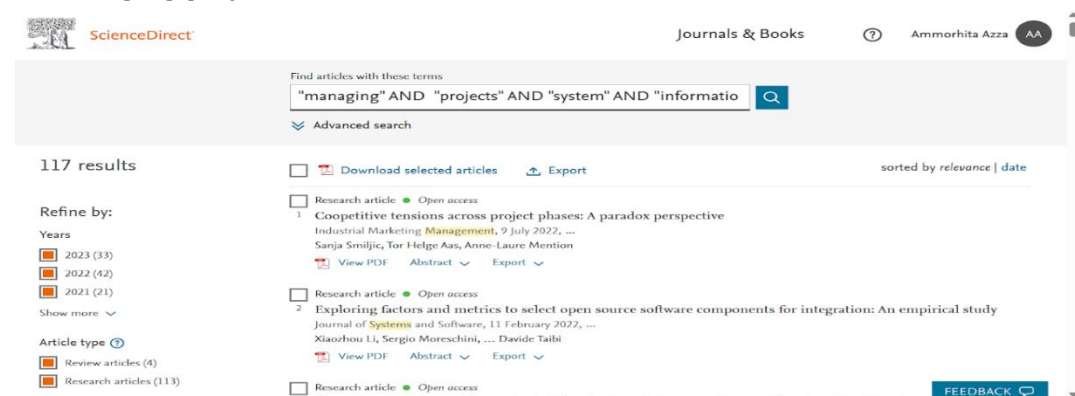 ScienceDirect
Journals & Books
Ammorhita Azza
AA
Find articles with these terms
"managing" AND "projects" AND "system" AND "informatio
Advanced search
117 results
Download selected articles
Export
sorted by relevance | date
Refine by:
Years
2023 (33)
2022 (42)
2021 (21)
Show more
Article type
Review articles (4)
Research articles (113)
Research article Open access
1 Coopetitive tensions across project phases: A paradox perspective
Industrial Marketing Management, 9 July 2022, ...
Sanja Smiljic, Tor Helge Aas, Anne-Laure Mention
View PDF Abstract Export
Research article Open access
2 Exploring factors and metrics to select open source software components for integration: An empirical study
Journal of Systems and Software, 11 February 2022, ...
Xiaozhou Li, Sergio Moreschini, ... Davide Taibi
View PDF Abstract Export
Research article Open access
FEEDBACK